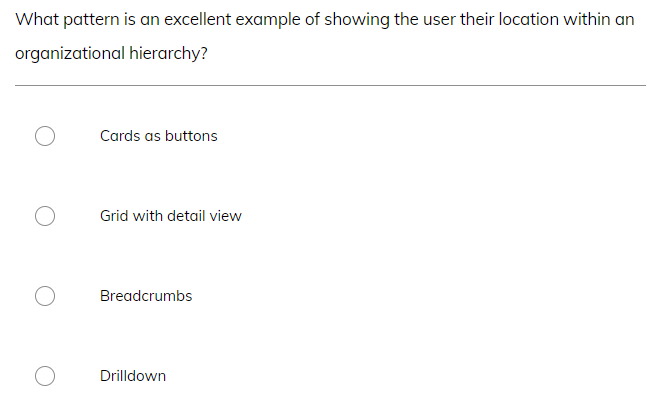 What pattern is an excellent example of showing the user their location within an
organizational hierarchy?
Cards as buttons
Grid with detail view
Breadcrumbs
Drilldown